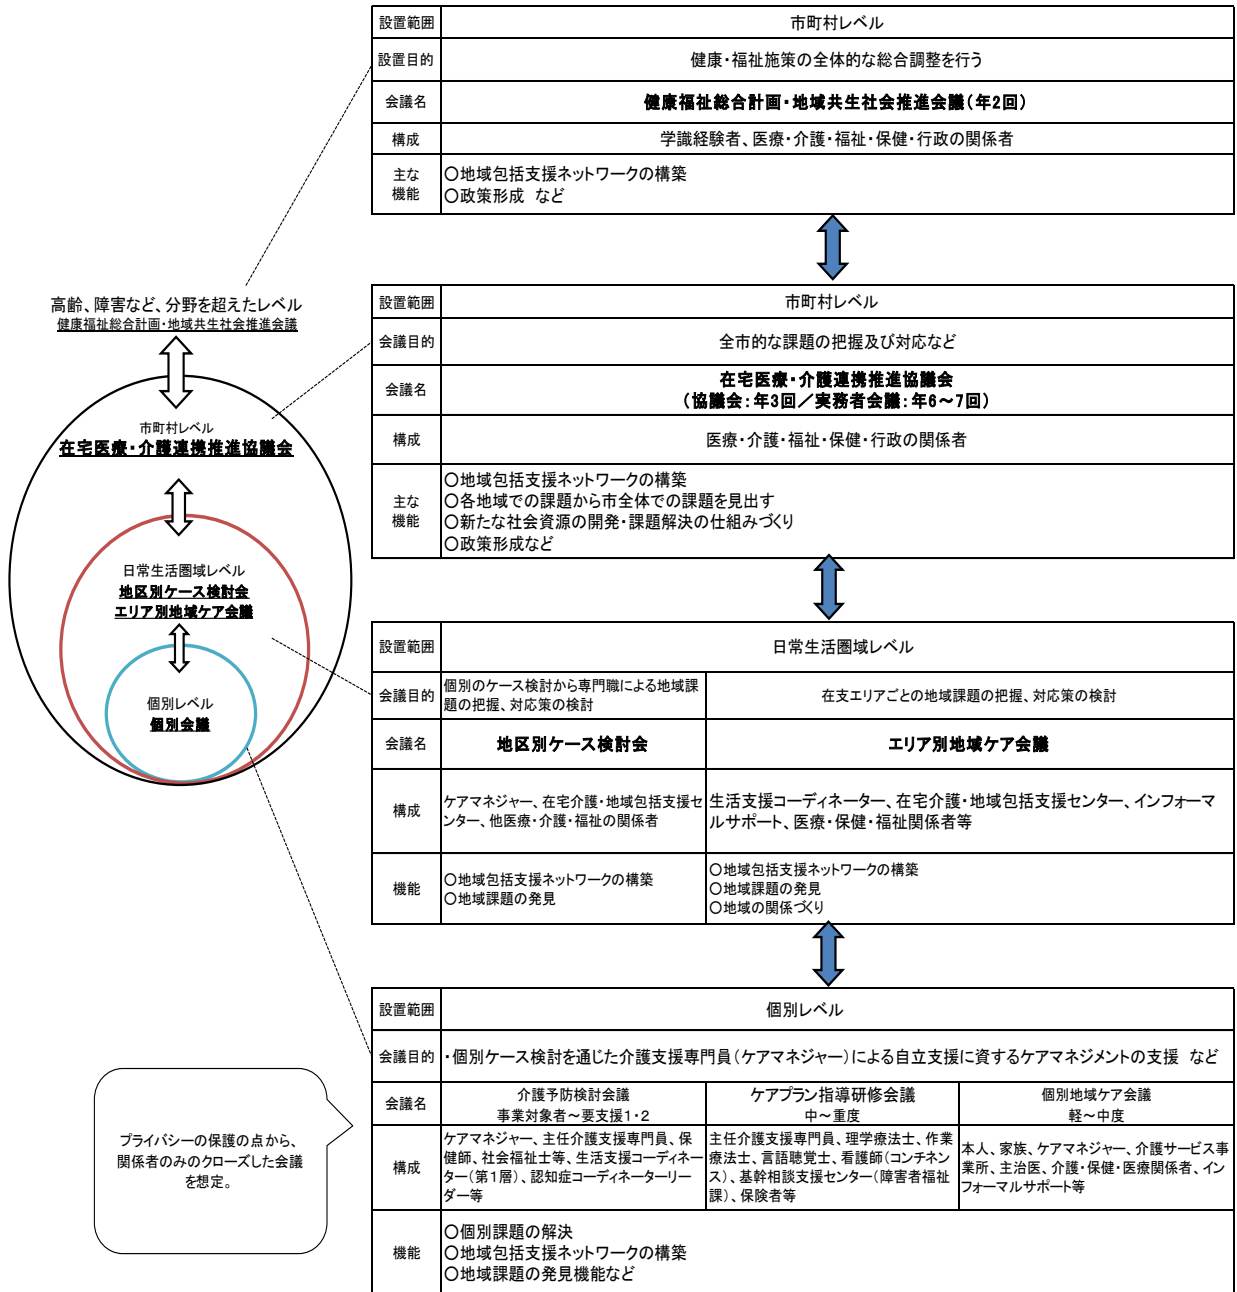 設置範囲
市町村レベル
設置目的
健康・福祉施策の全体的な総合調整を行う
会議名
健康福祉総合計画・地域共生社会推進会議（年2回）
構成
学識経験者、医療・介護・福祉・保健・行政の関係者
主な
機能
○地域包括支援ネットワークの構築
○政策形成 など
高齢、障害など、分野を超えたレベル
健康福祉総合計画・地域共生社会推進会議
市町村レベル
在宅医療・介護連携推進協議会
日常生活圏域レベル
地区別ケース検討会
エリア別地域ケア会議
個別レベル
個別会議
設置範囲
市町村レベル
会議目的
全市的な課題の把握及び対応など
会議名
在宅医療・介護連携推進協議会
（協議会：年3回／実務者会議：年6～7回）
構成
医療・介護・福祉・保健・行政の関係者
主な
機能
○地域包括支援ネットワークの構築
○各地域での課題から市全体での課題を見出す
○新たな社会資源の開発・課題解決の仕組みづくり
○政策形成など
設置範囲
日常生活圏域レベル
会議目的
個別のケース検討から専門職による地域課
題の把握、対応策の検討
在支エリアごとの地域課題の把握、対応策の検討
会議名
地区別ケース検討会
エリア別地域ケア会議
構成
ケアマネジャー、在宅介護・地域包括支援セ
ンター、他医療・介護・福祉の関係者
生活支援コーディネーター、在宅介護・地域包括支援センター、インフォーマ
ルサポート、医療・保健・福祉関係者等
機能
○地域包括支援ネットワークの構築
○地域課題の発見
○地域包括支援ネットワークの構築
○地域課題の発見
○地域の関係づくり
設置範囲
個別レベル
会議目的
・個別ケース検討を通じた介護支援専門員（ケアマネジャー）による自立支援に資するケアマネジメントの支援 など
会議名
介護予防検討会議
事業対象者～要支援1・2
ケアプラン指導研修会議
中～重度
個別地域ケア会議
軽～中度
構成
ケアマネジャー、主任介護支援専門員、保
健師、社会福祉士等、生活支援コーディネー
ター（第1層）、認知症コーディネーターリー
ダー等
主任介護支援専門員、理学療法士、作業
療法士、言語聴覚士、看護師（コンチネン
ス）、基幹相談支援センター（障害者福祉
課）、保険者等
本人、家族、ケアマネジャー、介護サービス事
業所、主治医、介護・保健・医療関係者、イン
フォーマルサポート等
機能
○個別課題の解決
○地域包括支援ネットワークの構築
○地域課題の発見機能など
プライバシーの保護の点から、
関係者のみのクローズした会議
を想定。